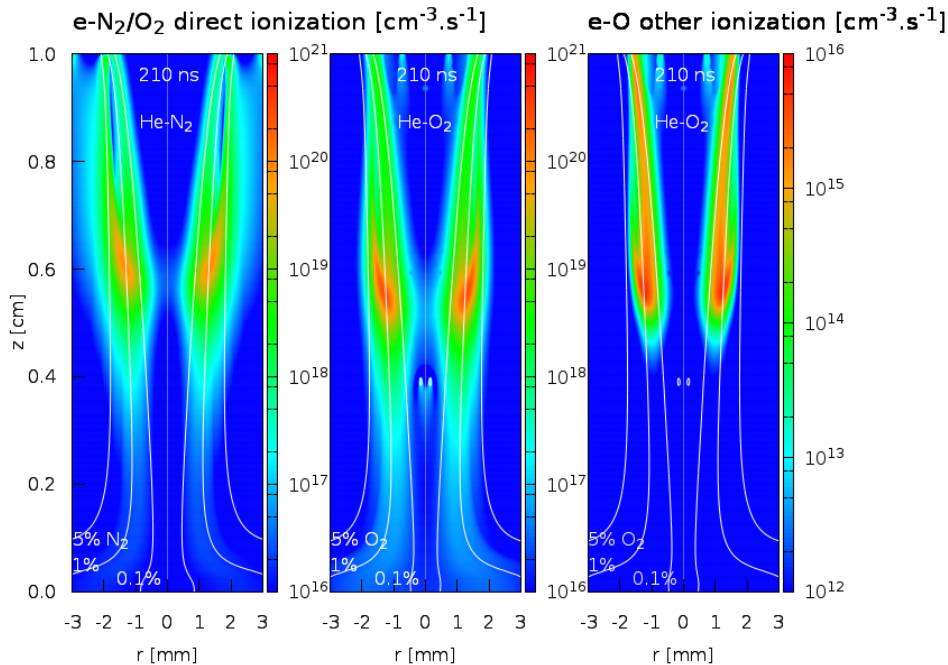 e-N₂/O₂ direct ionization [cm⁻³.s⁻¹]
e-O other ionization [cm⁻³.s⁻¹]
z [cm]
1.0
0.8
0.6
0.4
0.2
0.0
210 ns
He-N₂
5% N₂
1%
0.1%
-3 -2 -1 0 1 2 3
r [mm]
10²¹
10²⁰
10¹⁹
10¹⁸
10¹⁷
10¹⁶
210 ns
He-O₂
5% O₂
1%
0.1%
-3 -2 -1 0 1 2 3
r [mm]
10²¹
10²⁰
10¹⁹
10¹⁸
10¹⁷
10¹⁶
210 ns
He-O₂
5% O₂
1%
0.1%
-3 -2 -1 0 1 2 3
r [mm]
10¹⁶
10¹⁵
10¹⁴
10¹³
10¹²